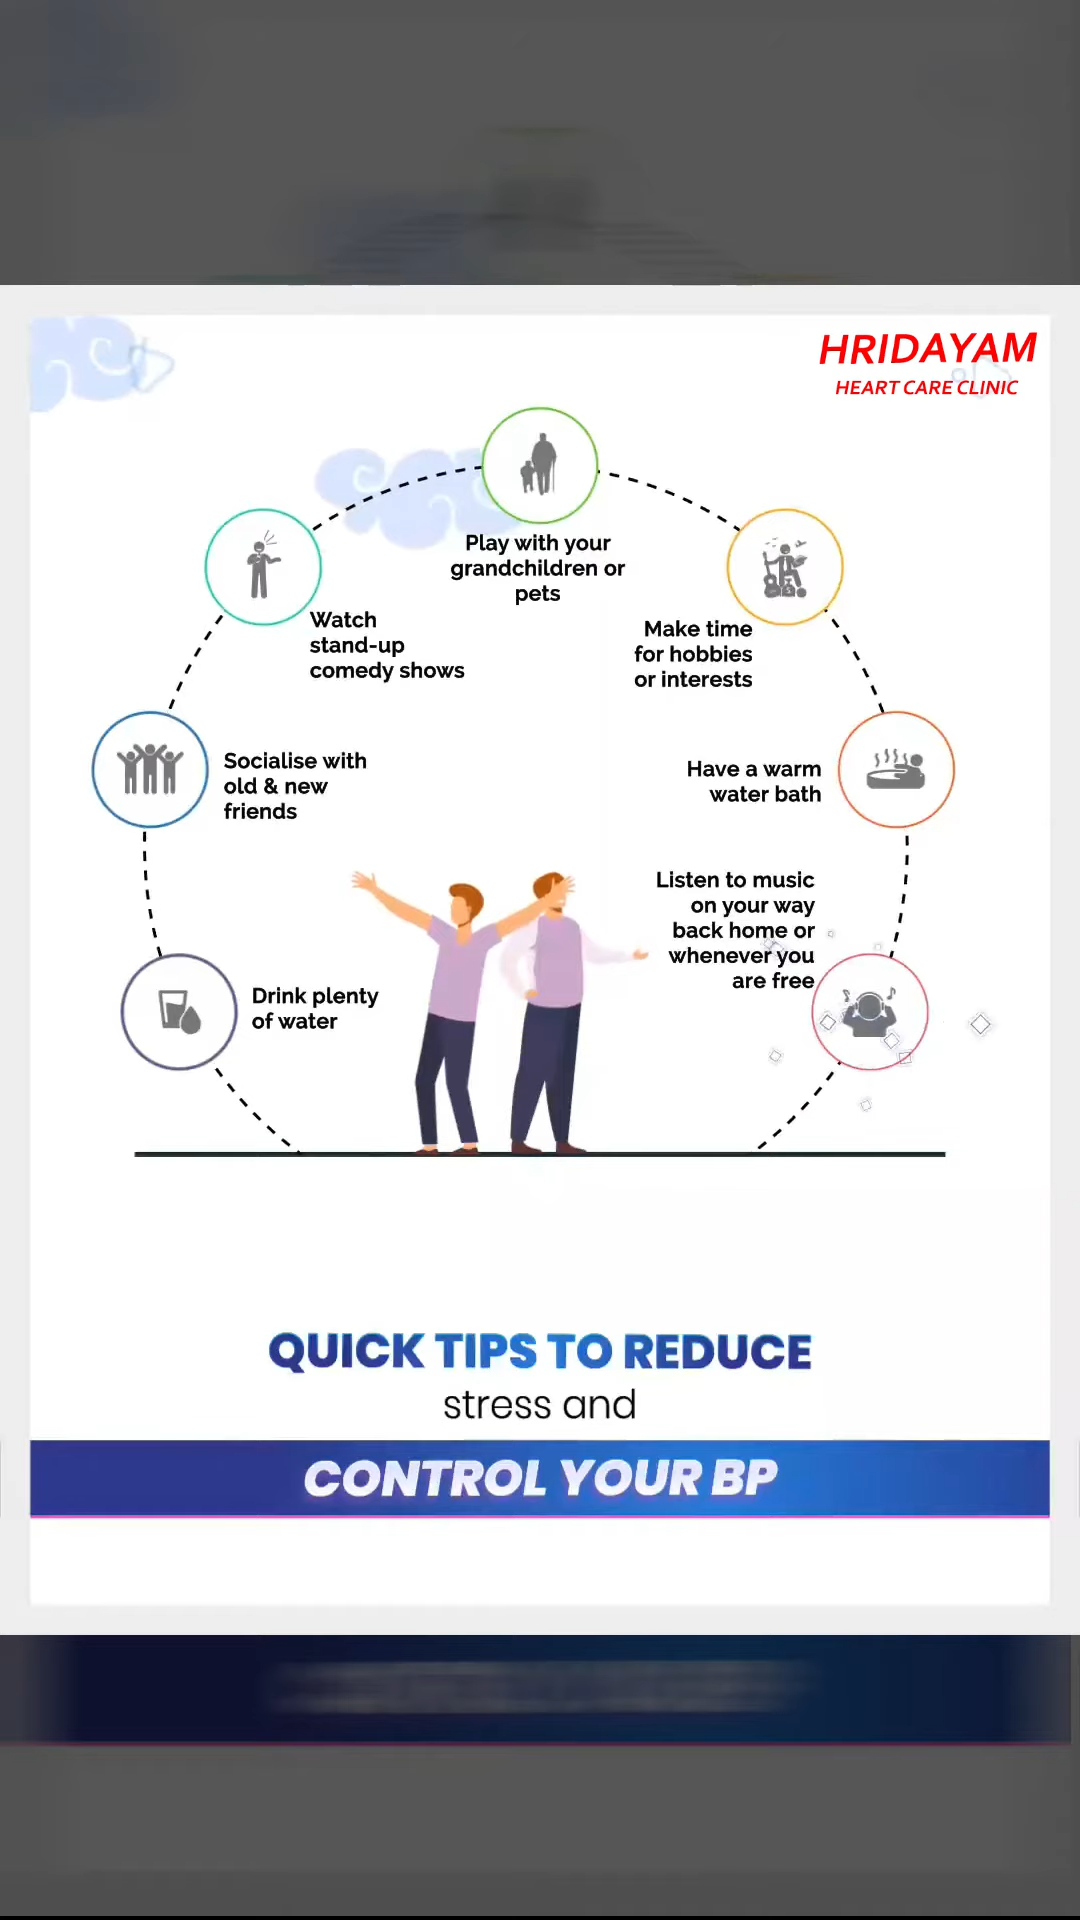 HRIDAYAM
HEART CARE CLINIC
Play with your
grandchildren or
pets
Watch
stand-up
comedy shows
Make time
for hobbies
or interests
Socialise with
old & new
friends
Have a warm
water bath
Listen to music
on your way
back home or
whenever you
are free
Drink plenty
of water
QUICK TIPS TO REDUCE
stress and
CONTROL YOUR BP